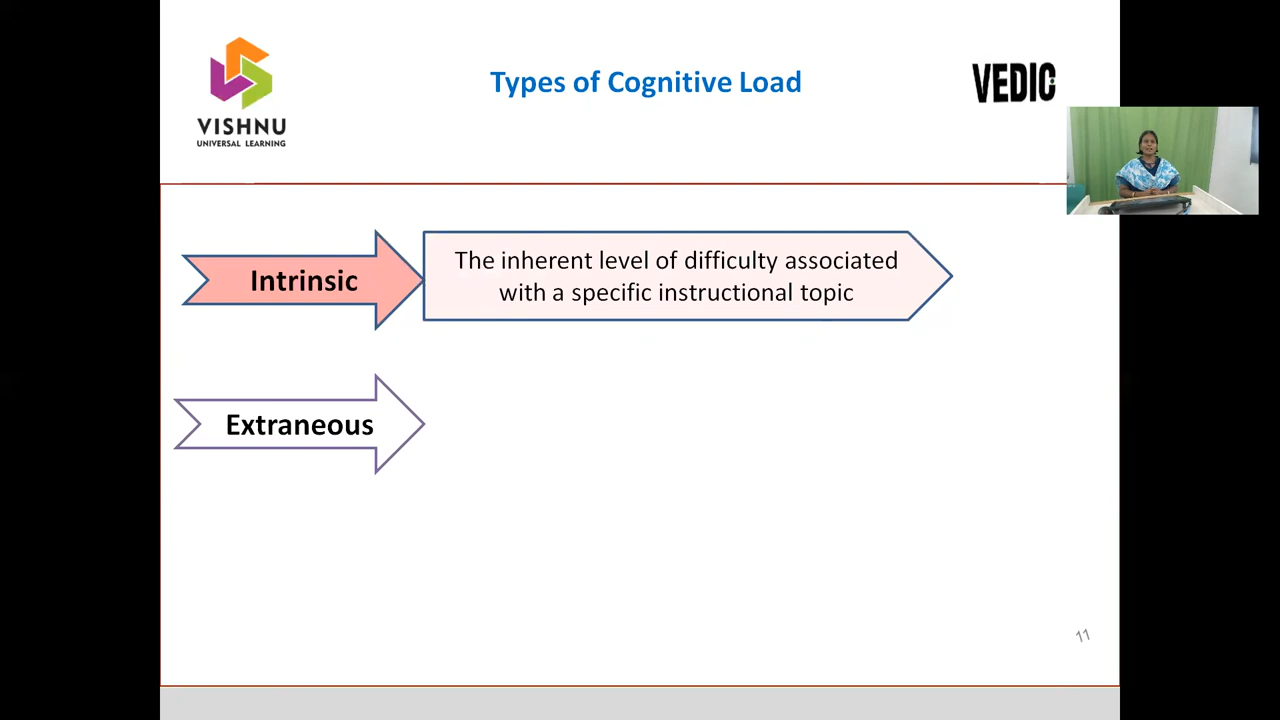 VISHNU
UNIVERSAL LEARNING
Types of Cognitive Load
VEDIC
Intrinsic
The inherent level of difficulty associated
with a specific instructional topic
Extraneous
11